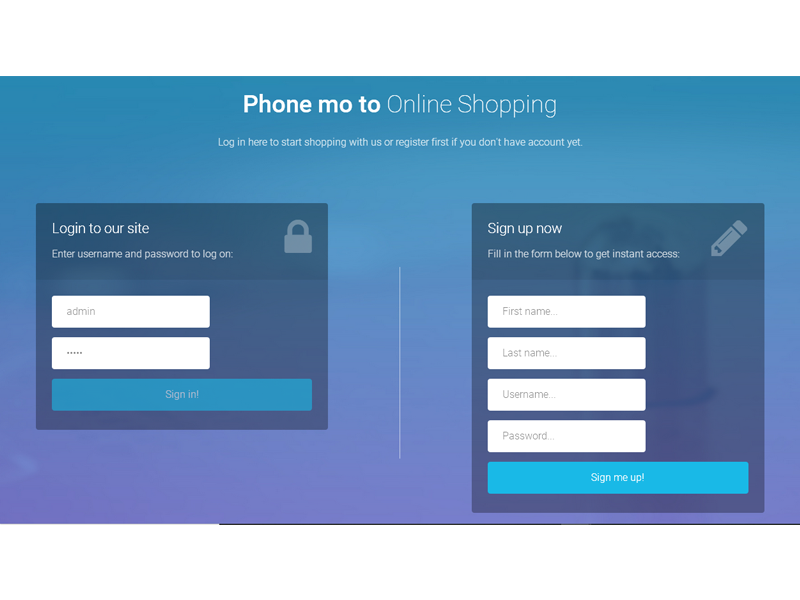 Phone mo to Online Shopping
Log in here to start shopping with us or register first if you don't have account yet.
Login to our site
Enter username and password to log on:
admin
•••••
Sign in!
Sign up now
Fill in the form below to get instant access:
First name...
Last name...
Username...
Password...
Sign me up!